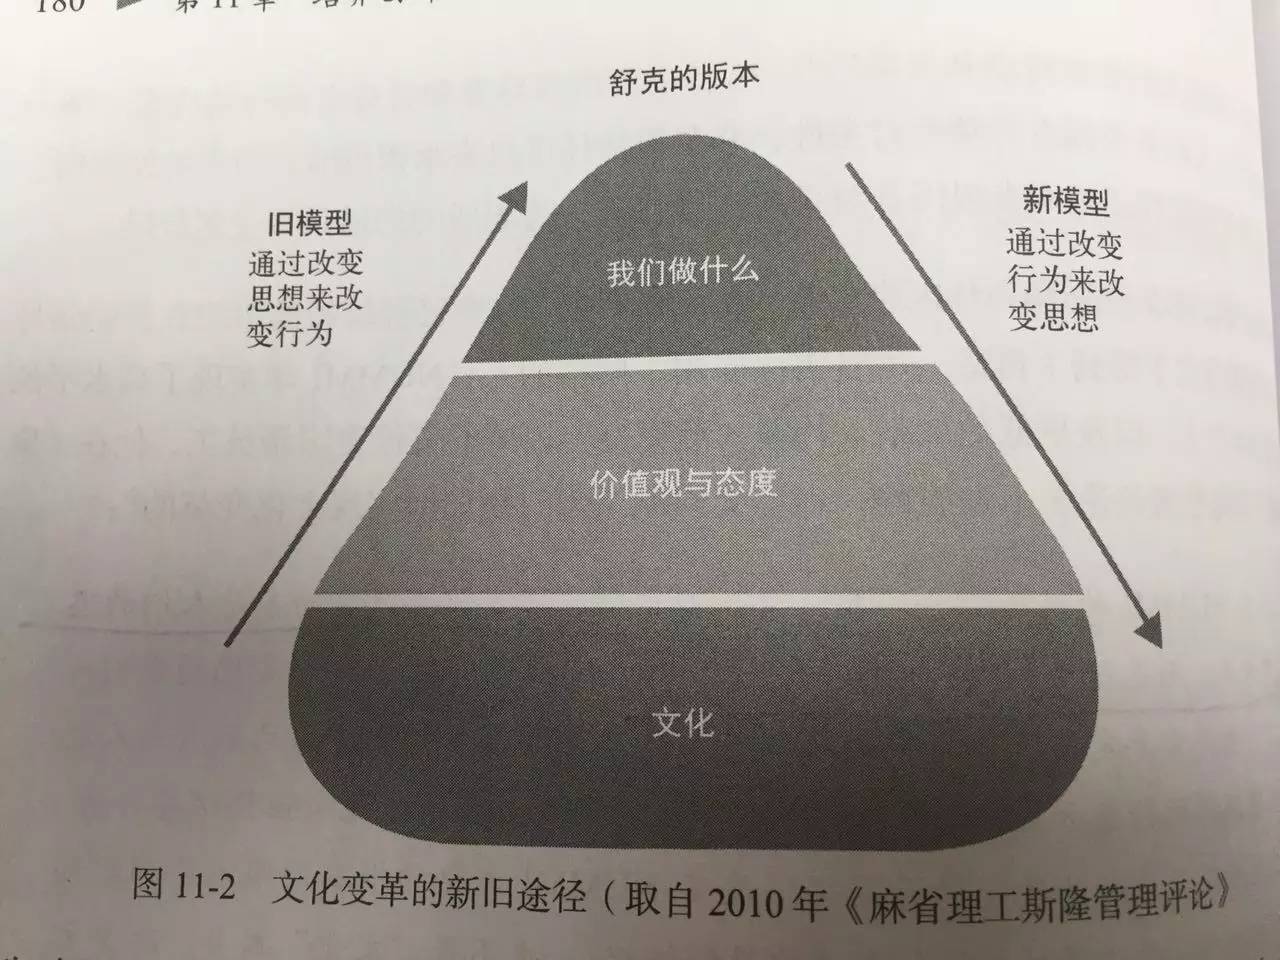 180
第11章
舒克的版本
旧模型
通过改变
思想来改
变行为
新模型
通过改变
行为来改
变思想
我们做什么
价值观与态度
文化
图 11-2 文化变革的新旧途径（取自 2010 年《麻省理工斯隆管理评论》